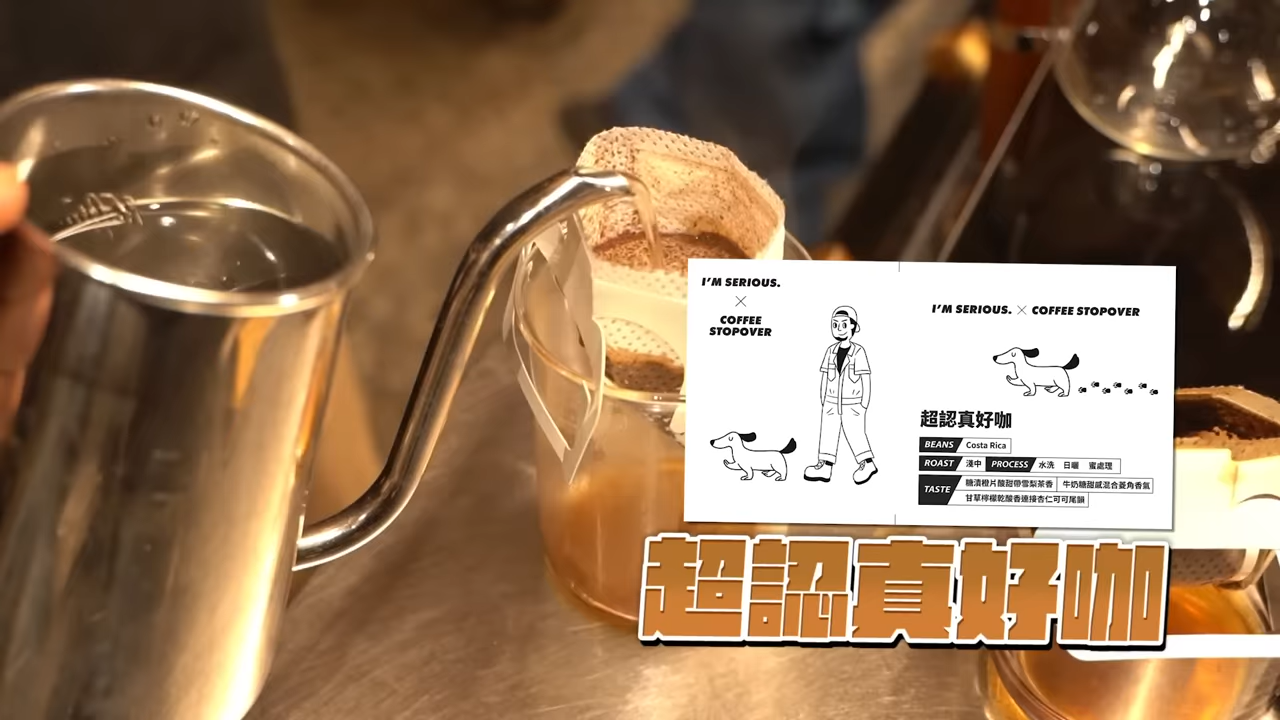 I'M SERIOUS.
×
COFFEE
STOPOVER
I'M SERIOUS. × COFFEE STOPOVER
超認真好咖
BEANS Costa Rica
ROAST 淺中 PROCESS 水洗 日曬 蜜處理
TASTE 糖漬橙片酸甜帶雪梨茶香 牛奶糖甜感混合菱角香氣
甘草檸檬乾酸香連接杏仁可可尾韻
超認真好咖